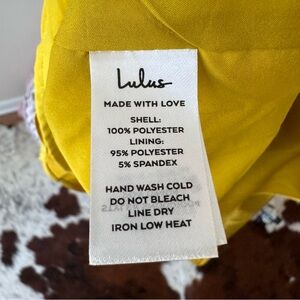 Lulus
MADE WITH LOVE
SHELL:
100% POLYESTER
LINING:
95% POLYESTER
5% SPANDEX
HAND WASH COLD
DO NOT BLEACH
LINE DRY
IRON LOW HEAT